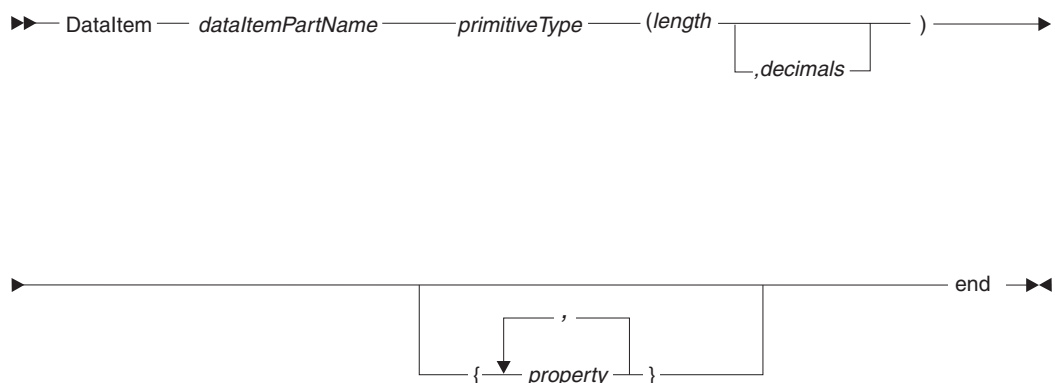 DataItem dataItemPartName primitiveType (length )
,decimals
end
,
{ property }